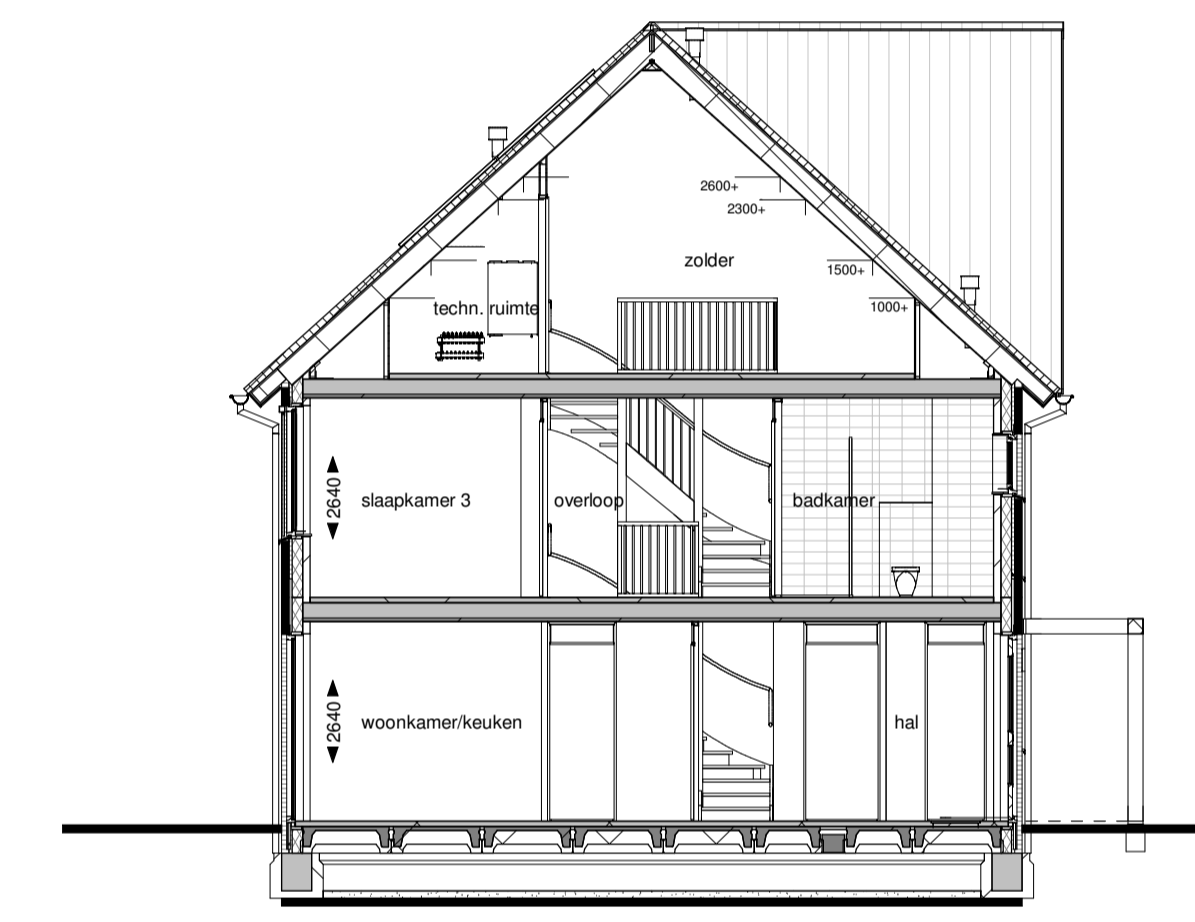 2600+
2300+
zolder
1500+
techn. ruimte
1000+
2640
slaapkamer 3
overloop
badkamer
2640
woonkamer/keuken
hal